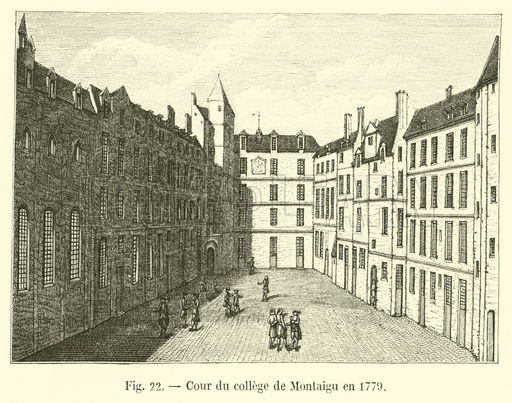 Fig. 22. — Cour du collège de Montaigu en 1779.